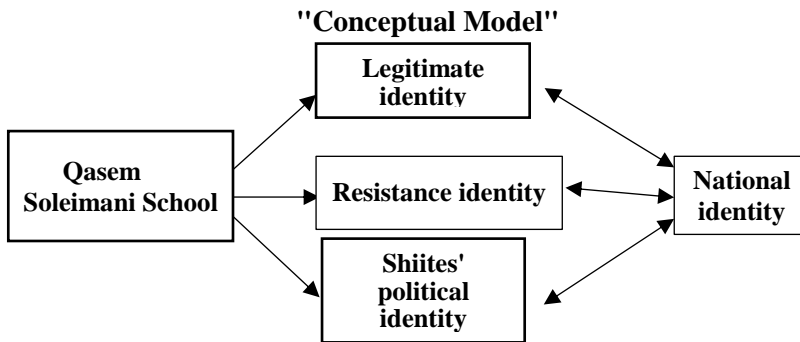 "Conceptual Model"
Legitimate
identity
Qasem
Soleimani School
Resistance identity
National
identity
Shiites'
political
identity